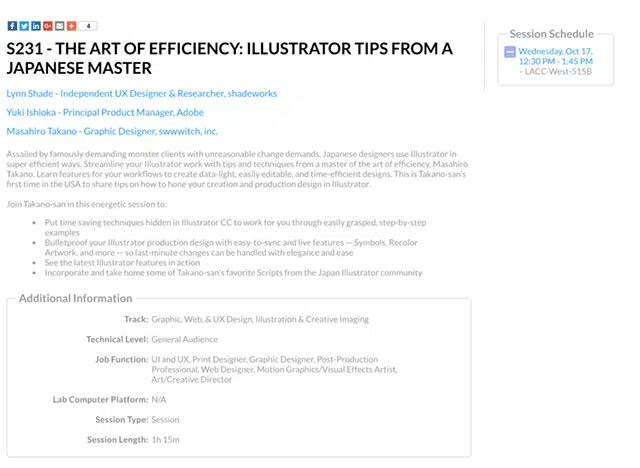 4
S231 - THE ART OF EFFICIENCY: ILLUSTRATOR TIPS FROM A
JAPANESE MASTER
Lynn Shade - Independent UX Designer & Researcher, shadeworks
Yuki Ishioka - Principal Product Manager, Adobe
Masahiro Takano - Graphic Designer, swwwitch, inc.
Assailed by famously demanding monster clients with unreasonable change demands, Japanese designers use Illustrator in
super efficient ways. Streamline your Illustrator work with tips and techniques from a master of the art of efficiency, Masahiro
Takano. Learn features for your workflows to create data-light, easily editable, and time-efficient designs. This is Takano-san's
first time in the USA to share tips on how to hone your creation and production design in Illustrator.
Join Takano-san in this energetic session to:
• Put time saving techniques hidden in Illustrator CC to work for you through easily grasped, step-by-step
examples
• Bulletproof your Illustrator production design with easy-to-sync and live features — Symbols, Recolor
Artwork, and more — so last-minute changes can be handled with elegance and ease
• See the latest Illustrator features in action
• Incorporate and take home some of Takano-san's favorite Scripts from the Japan Illustrator community
Additional Information
Track: Graphic, Web, & UX Design, Illustration & Creative Imaging
Technical Level: General Audience
Job Function: UI and UX, Print Designer, Graphic Designer, Post-Production
Professional, Web Designer, Motion Graphics/Visual Effects Artist,
Art/Creative Director
Lab Computer Platform: N/A
Session Type: Session
Session Length: 1h 15m
Session Schedule
Wednesday, Oct 17,
12:30 PM - 1:45 PM
- LACC-West-515B